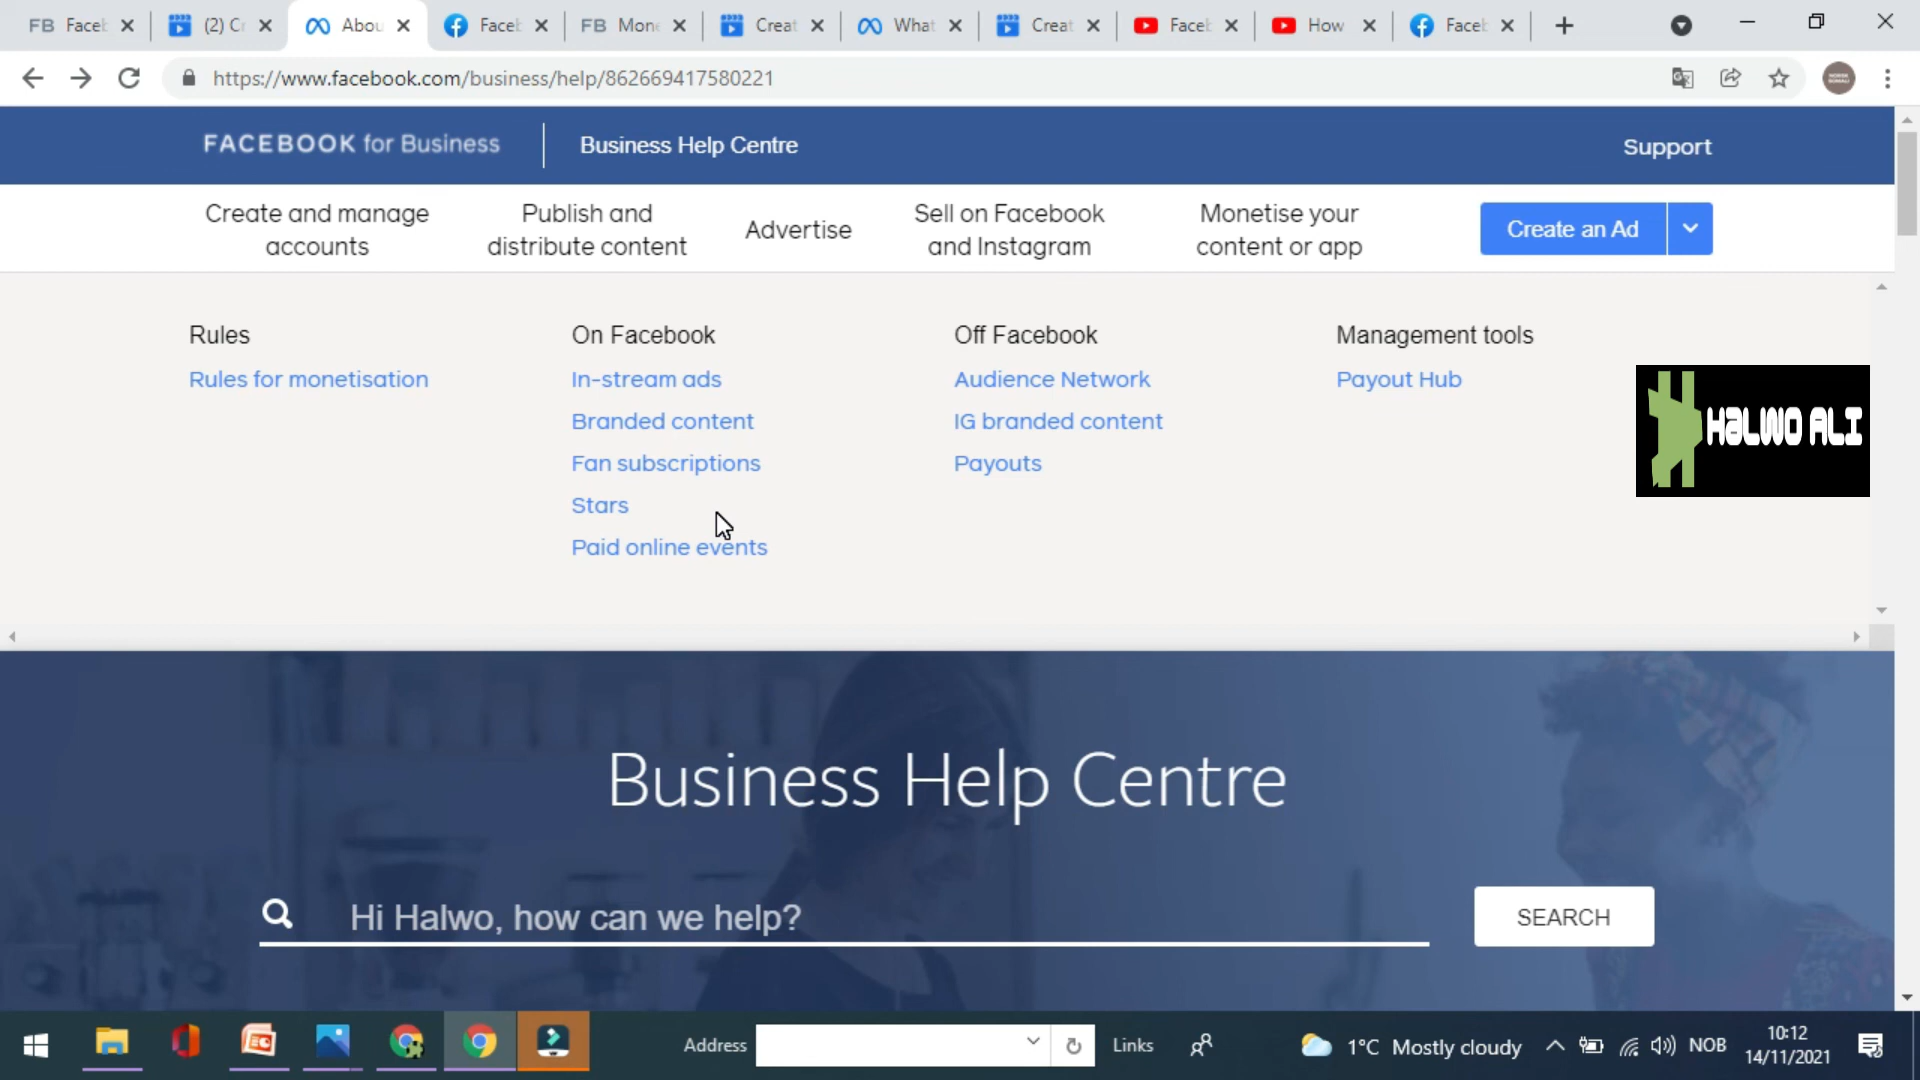 FB Faceb
(2) Cr
Abou
Faceb
FB Mone
Creat
What
Creat
Faceb
How
Faceb
https://www.facebook.com/business/help/862669417580221
FACEBOOK for Business
Business Help Centre
Support
Create and manage
accounts
Publish and
distribute content
Advertise
Sell on Facebook
and Instagram
Monetise your
content or app
Create an Ad
Rules
Rules for monetisation
On Facebook
In-stream ads
Branded content
Fan subscriptions
Stars
Paid online events
Off Facebook
Audience Network
IG branded content
Payouts
Management tools
Payout Hub
HALWO ALI
Business Help Centre
Hi Halwo, how can we help?
SEARCH
Address
Links
1°C Mostly cloudy
NOB
10:12
14/11/2021